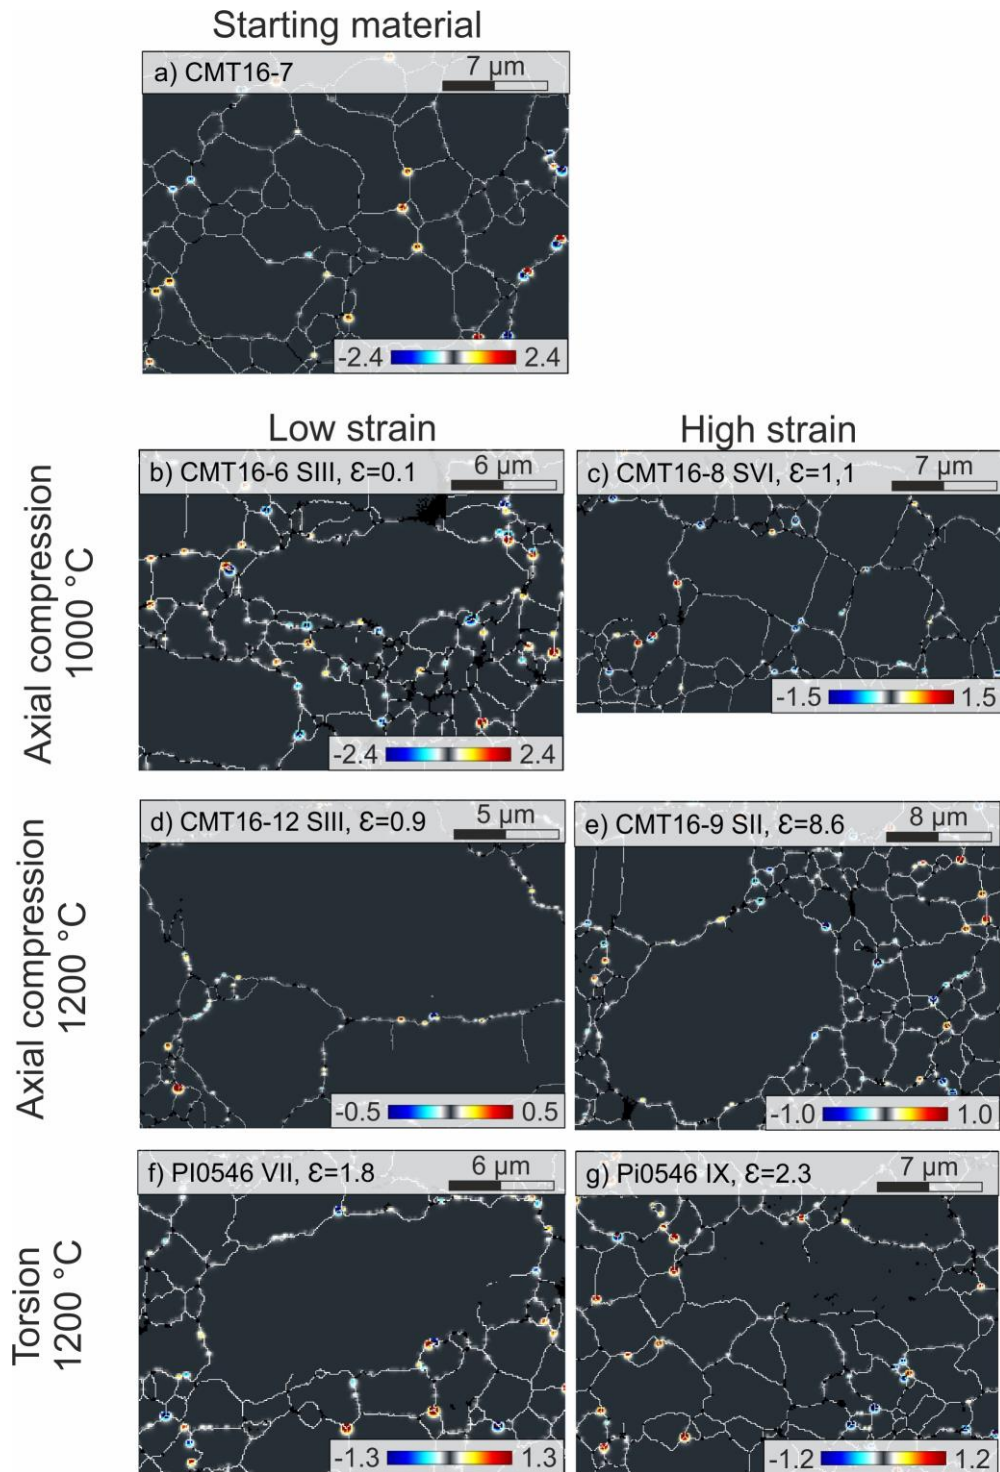 Starting material
a) CMT16-7
7 µm
-2.4 2.4
Low strain
High strain
Axial compression
1000 °C
b) CMT16-6 SIII, Ɛ=0.1
6 µm
-2.4 2.4
c) CMT16-8 SVI, Ɛ=1,1
7 µm
-1.5 1.5
Axial compression
1200 °C
d) CMT16-12 SIII, Ɛ=0.9
5 µm
-0.5 0.5
e) CMT16-9 SII, Ɛ=8.6
8 µm
-1.0 1.0
Torsion
1200 °C
f) PI0546 VII, Ɛ=1.8
6 µm
-1.3 1.3
g) Pi0546 IX, Ɛ=2.3
7 µm
-1.2 1.2